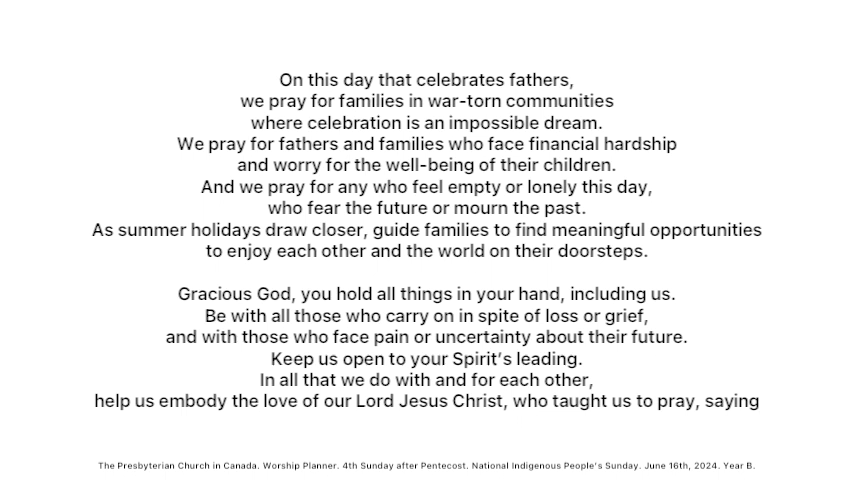 On this day that celebrates fathers,
we pray for families in war-torn communities
where celebration is an impossible dream.
We pray for fathers and families who face financial hardship
and worry for the well-being of their children.
And we pray for any who feel empty or lonely this day,
who fear the future or mourn the past.
As summer holidays draw closer, guide families to find meaningful opportunities
to enjoy each other and the world on their doorsteps.
Gracious God, you hold all things in your hand, including us.
Be with all those who carry on in spite of loss or grief,
and with those who face pain or uncertainty about their future.
Keep us open to your Spirit's leading.
In all that we do with and for each other,
help us embody the love of our Lord Jesus Christ, who taught us to pray, saying
The Presbyterian Church in Canada. Worship Planner. 4th Sunday after Pentecost. National Indigenous People's Sunday. June 16th, 2024. Year B.